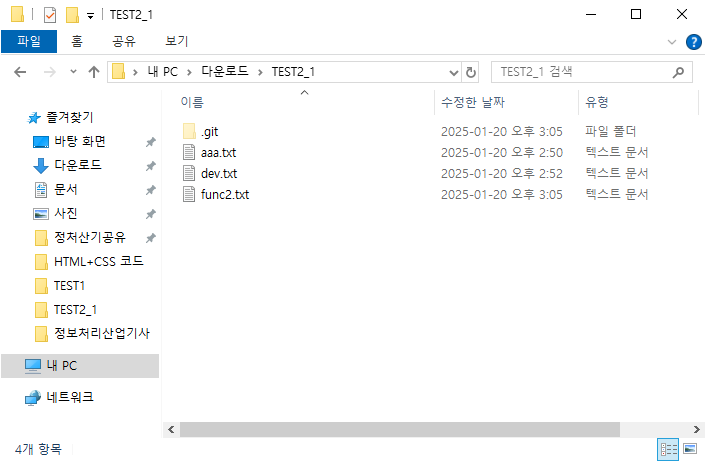 TEST2_1
파일 홈 공유 보기
내 PC 다운로드 TEST2_1 TEST2_1 검색
이름 수정한 날짜 유형
즐겨찾기
바탕 화면
다운로드
문서
사진
정처산기공유
HTML+CSS 코드
TEST1
TEST2_1
정보처리산업기사
내 PC
네트워크
.git 2025-01-20 오후 3:05 파일 폴더
aaa.txt 2025-01-20 오후 2:50 텍스트 문서
dev.txt 2025-01-20 오후 2:52 텍스트 문서
func2.txt 2025-01-20 오후 3:05 텍스트 문서
4개 항목